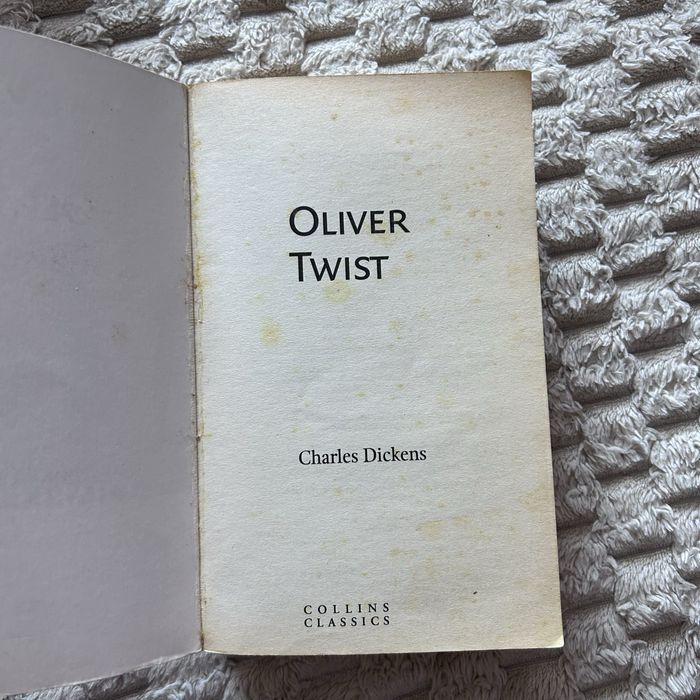 OLIVER
TWIST
Charles Dickens
COLLINS
CLASSICS